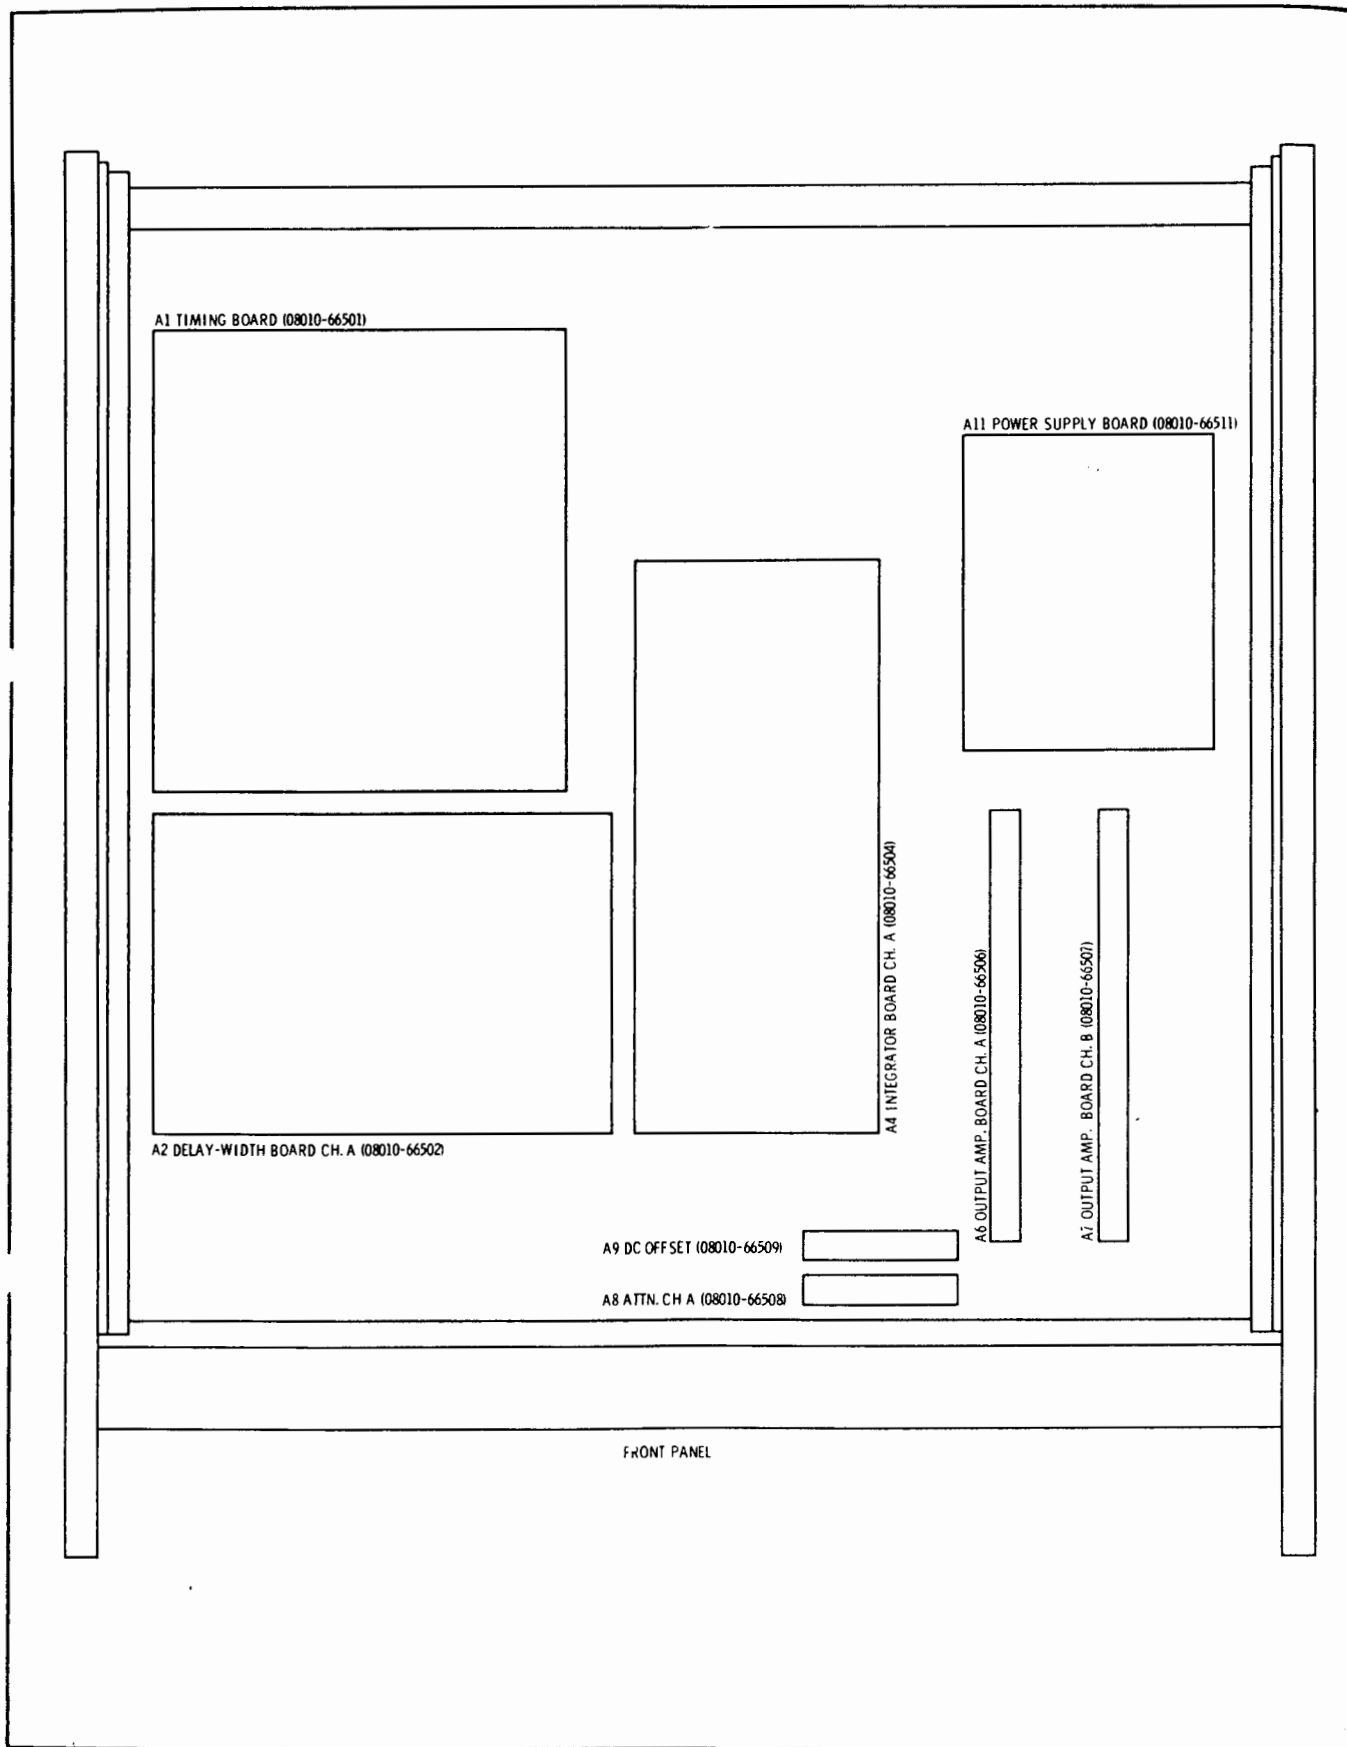 A1 TIMING BOARD (08010-66501)
A11 POWER SUPPLY BOARD (08010-66511)
A4 INTEGRATOR BOARD CH. A (08010-66504)
A6 OUTPUT AMP. BOARD CH. A (08010-66506)
A7 OUTPUT AMP. BOARD CH. B (08010-66507)
A2 DELAY-WIDTH BOARD CH. A (08010-66502)
A9 DC OFFSET (08010-66509)
A8 ATTN. CH A (08010-66508)
FRONT PANEL